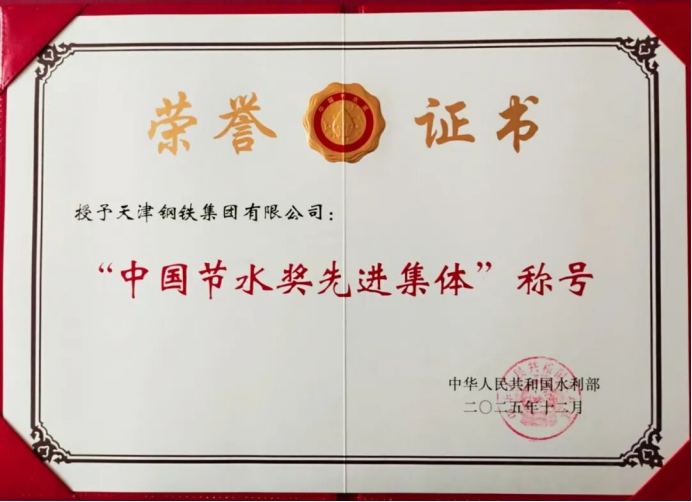 荣誉 证书
授予天津钢铁集团有限公司：
“中国节水奖先进集体”称号
中华人民共和国水利部
二〇二五年十二月